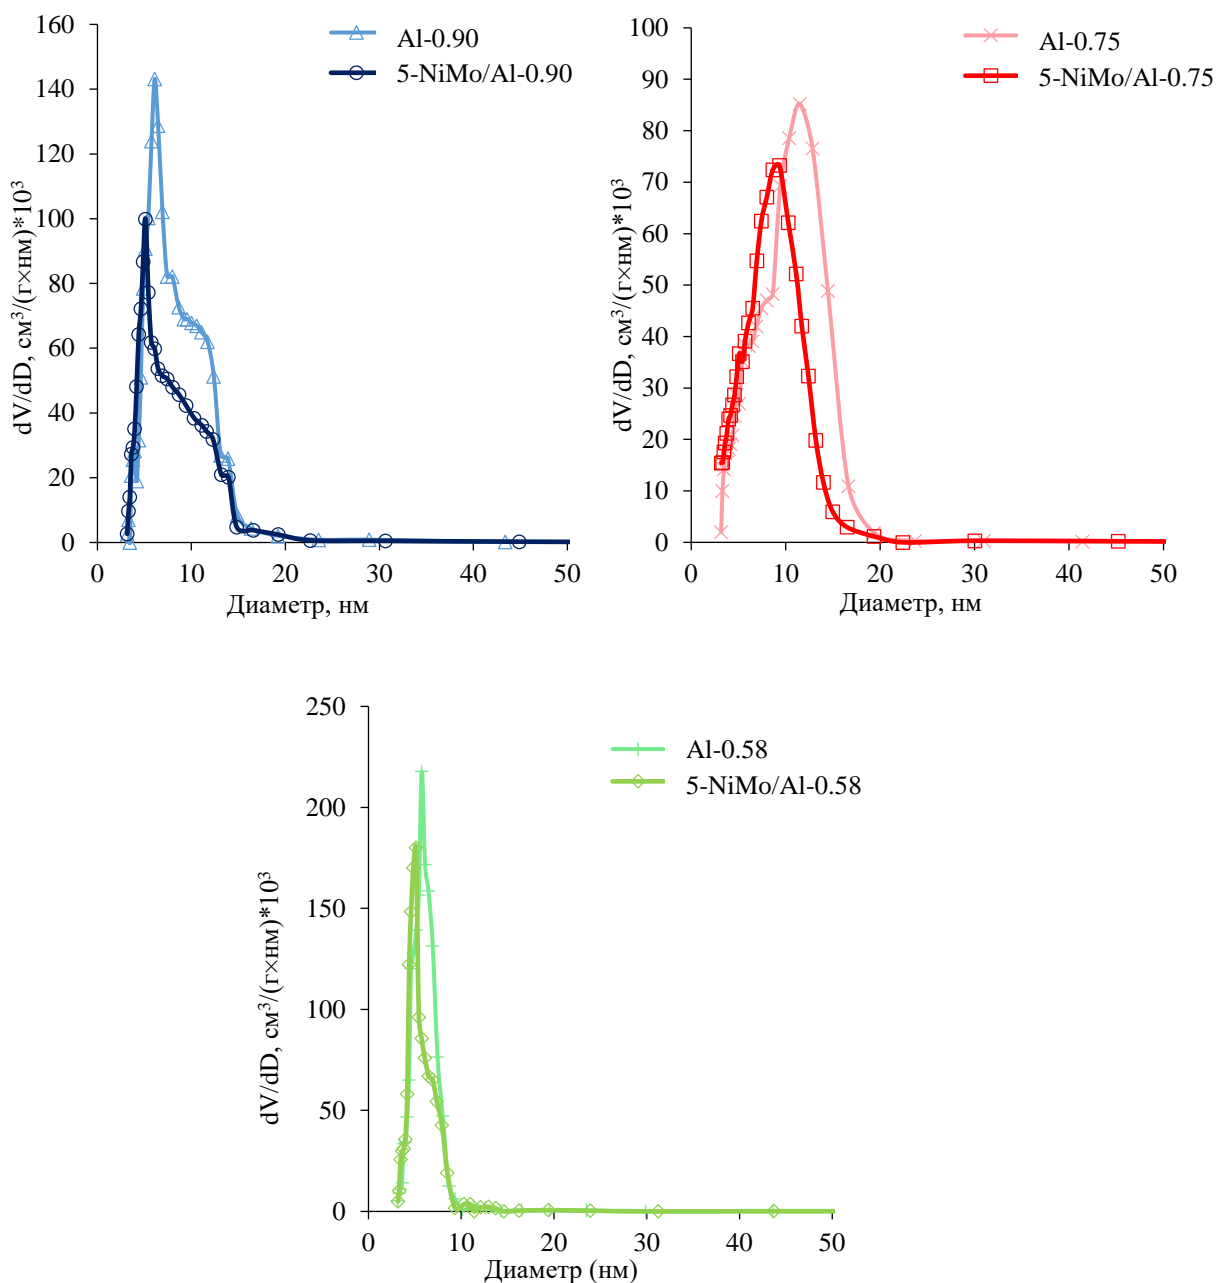 160
140
120
100
80
60
40
20
0
dV/dD, см³/(г×нм)*10³
Al-0.90
5-NiMo/Al-0.90
0 10 20 30 40 50
Диаметр, нм
100
90
80
70
60
50
40
30
20
10
0
dV/dD, см³/(г×нм)*10³
Al-0.75
5-NiMo/Al-0.75
0 10 20 30 40 50
Диаметр, нм
250
200
150
100
50
0
dV/dD, см³/(г×нм)*10³
Al-0.58
5-NiMo/Al-0.58
0 10 20 30 40 50
Диаметр (нм)